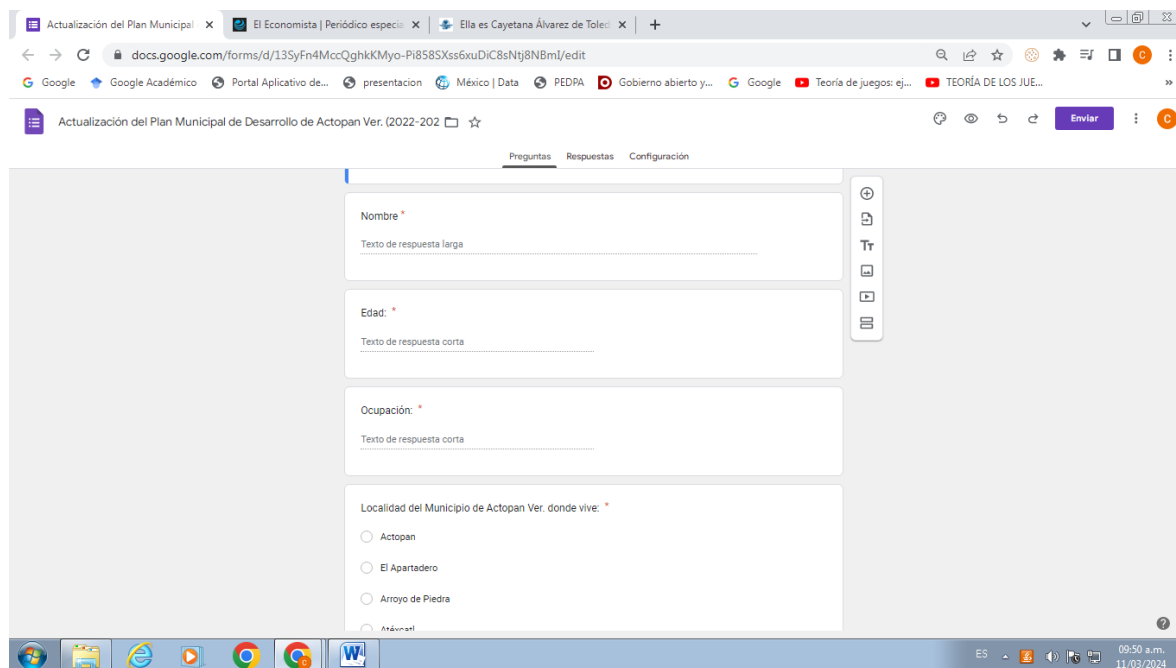 Actualización del Plan Municipal
El Economista | Periódico especia
Ella es Cayetana Álvarez de Toled
docs.google.com/forms/d/13SyFn4MccQghkKMyo-Pi858SXss6xuDiC8sNtj8NBmI/edit
Google
Google Académico
Portal Aplicativo de...
presentacion
México | Data
PEDPA
Gobierno abierto y...
Google
Teoría de juegos: ej...
TEORÍA DE LOS JUE...
Actualización del Plan Municipal de Desarrollo de Actopan Ver. (2022-202
Enviar
C
Preguntas
Respuestas
Configuración
Nombre *
Texto de respuesta larga
Edad: *
Texto de respuesta corta
Ocupación: *
Texto de respuesta corta
Localidad del Municipio de Actopan Ver. donde vive: *
Actopan
El Apartadero
Arroyo de Piedra
Atéxcatl
ES
09:50 a.m.
11/03/2024